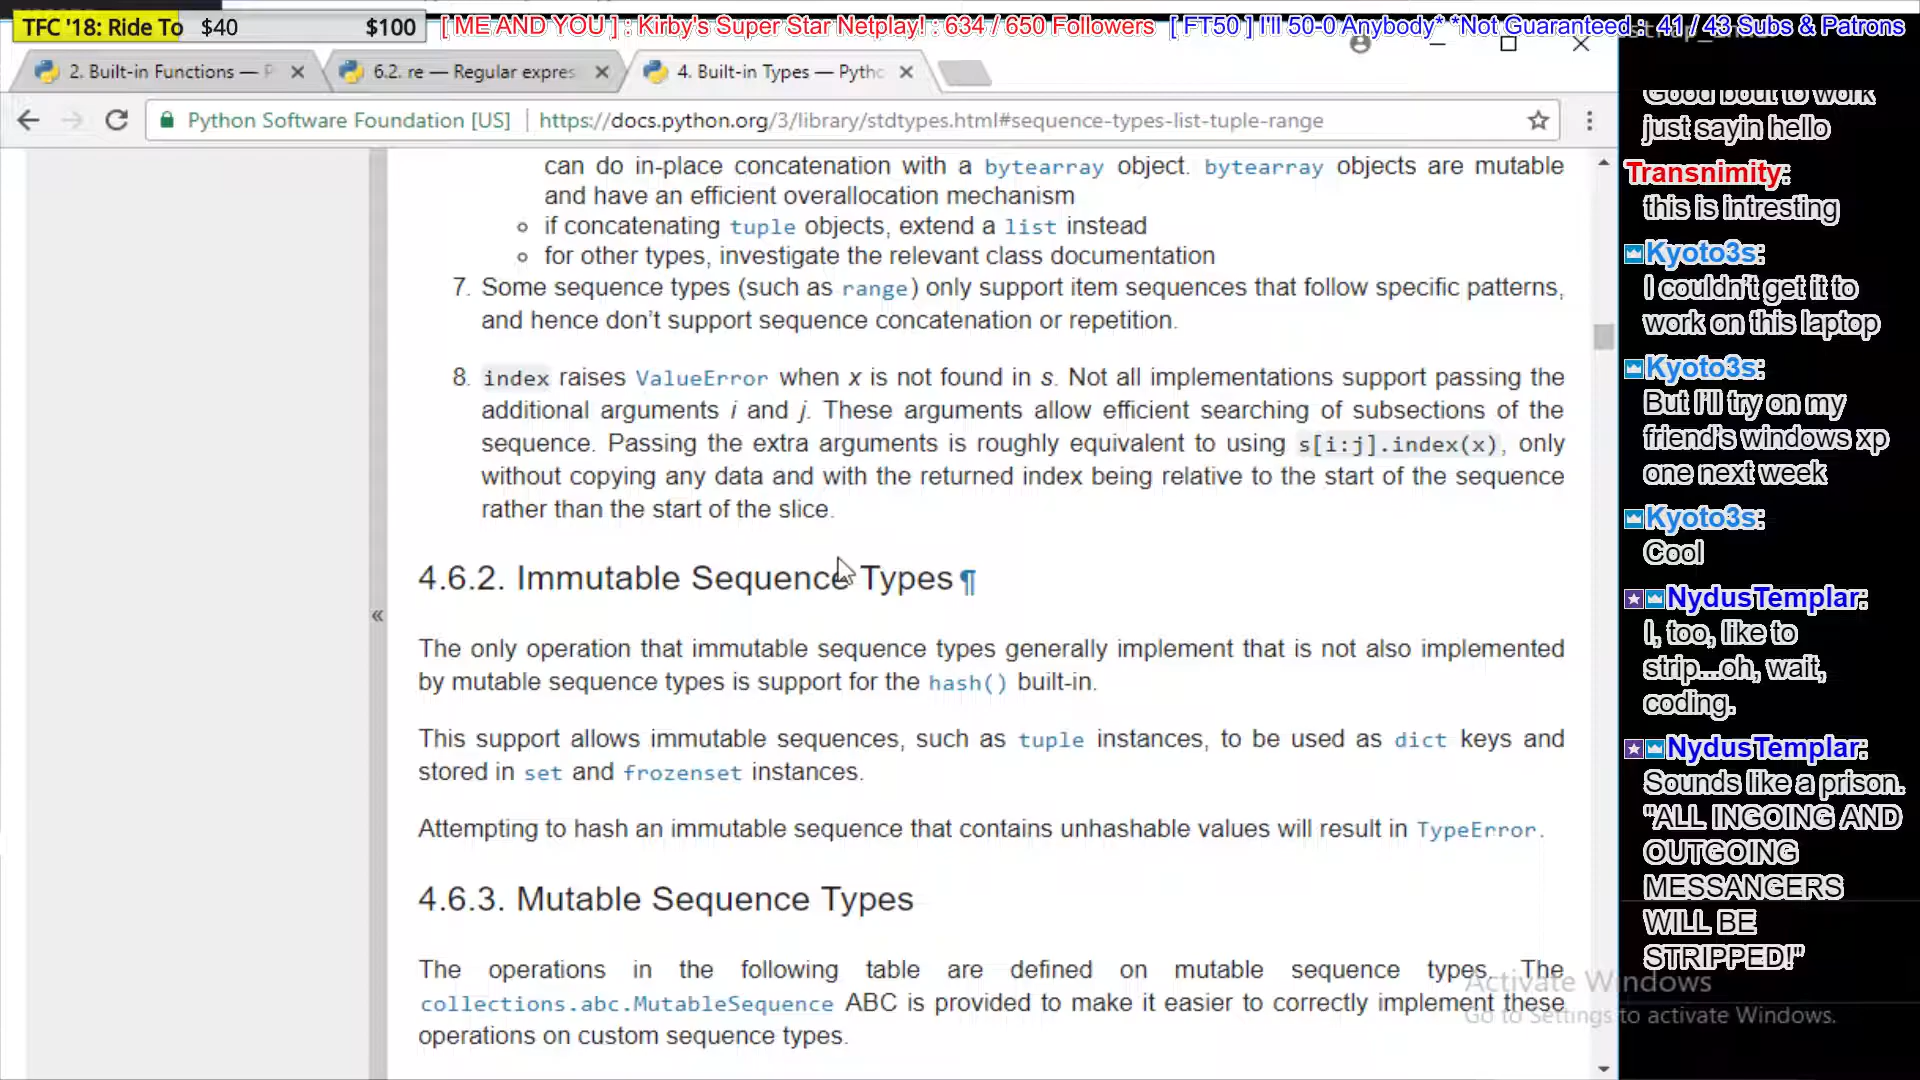 TFC '18: Ride To $40 $100
[ ME AND YOU ] : Kirby's Super Star Netplay! : 634 / 650 Followers [ FT50 ] I'll 50-0 Anybody* *Not Guaranteed : 41 / 43 Subs & Patrons
2. Built-in Functions — P
6.2. re — Regular expres
4. Built-in Types — Pytho
Python Software Foundation [US] | https://docs.python.org/3/library/stdtypes.html#sequence-types-list-tuple-range
can do in-place concatenation with a bytearray object. bytearray objects are mutable
and have an efficient overallocation mechanism
if concatenating tuple objects, extend a list instead
for other types, investigate the relevant class documentation
7. Some sequence types (such as range) only support item sequences that follow specific patterns,
and hence don't support sequence concatenation or repetition.
8. index raises ValueError when x is not found in s. Not all implementations support passing the
additional arguments i and j. These arguments allow efficient searching of subsections of the
sequence. Passing the extra arguments is roughly equivalent to using s[i:j].index(x), only
without copying any data and with the returned index being relative to the start of the sequence
rather than the start of the slice.
4.6.2. Immutable Sequence Types¶
The only operation that immutable sequence types generally implement that is not also implemented
by mutable sequence types is support for the hash() built-in.
This support allows immutable sequences, such as tuple instances, to be used as dict keys and
stored in set and frozenset instances.
Attempting to hash an immutable sequence that contains unhashable values will result in TypeError.
4.6.3. Mutable Sequence Types
The operations in the following table are defined on mutable sequence types. The
collections.abc.MutableSequence ABC is provided to make it easier to correctly implement these
operations on custom sequence types.
«
Good bout to work
just sayin hello
Transnimity:
this is intresting
Kyoto3s:
I couldn't get it to
work on this laptop
Kyoto3s:
But I'll try on my
friend's windows xp
one next week
Kyoto3s:
Cool
NydusTemplar:
I, too, like to
strip...oh, wait,
coding.
NydusTemplar:
Sounds like a prison.
"ALL INGOING AND
OUTGOING
MESSANGERS
WILL BE
STRIPPED!"
Activate Windows
Go to Settings to activate Windows.